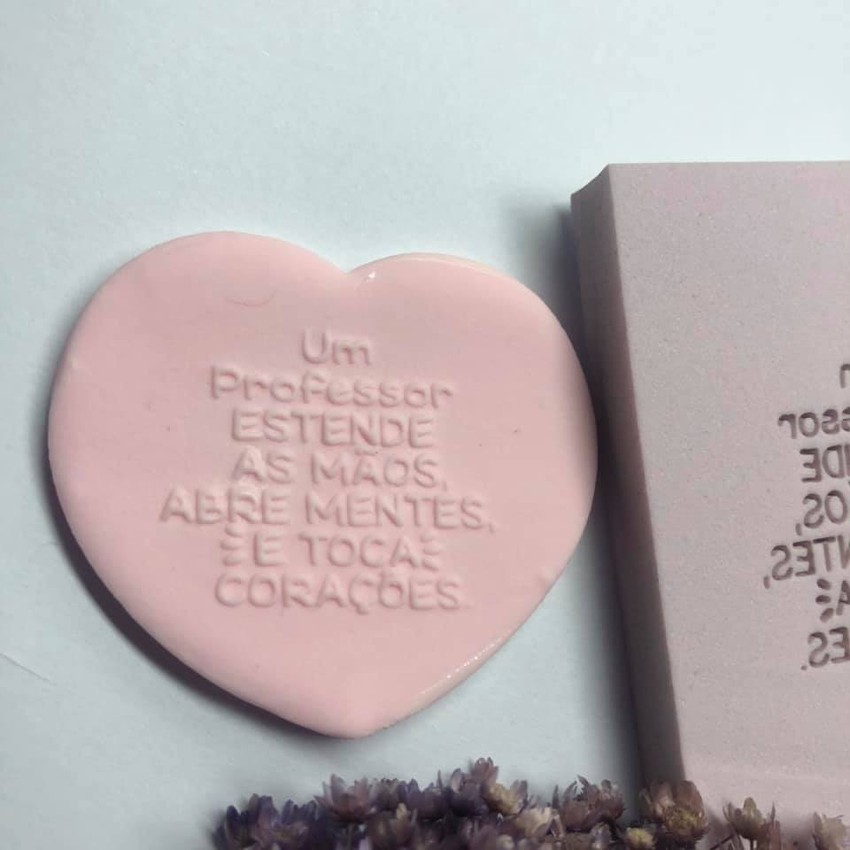 Um
Professor
ESTENDE
AS MÃOS,
ABRE MENTES,
E TOCA
CORAÇÕES.